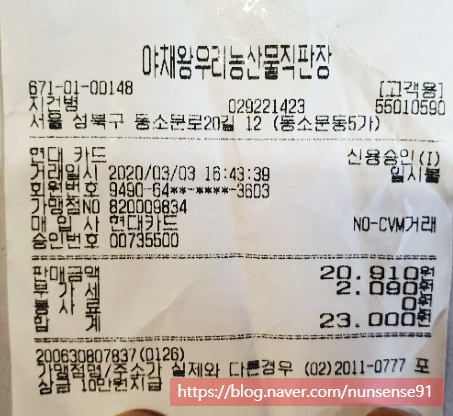 야채왕우리농산물직판장
671-01-00148 [고객용]
지건병 029221423 55010590
서울 성북구 동소문로20길 12 (동소문동5가)
현대 카드 신용승인(I)
거래일시 2020/03/03 16:43:39 일시불
회원번호 9490-64**-****-3603
가맹점NO 820009834
매 입 사 현대카드 NO-CVM거래
승인번호 00735500
판매금액 20,910원
부 가 세 2,090원
봉 사 료 0원
합 계 23,000원
200630807837(0126)
가맹점명/주소가 실제와 다른경우 (02)2011-0777 포
상금 10만원지급
https://blog.naver.com/nunsense91